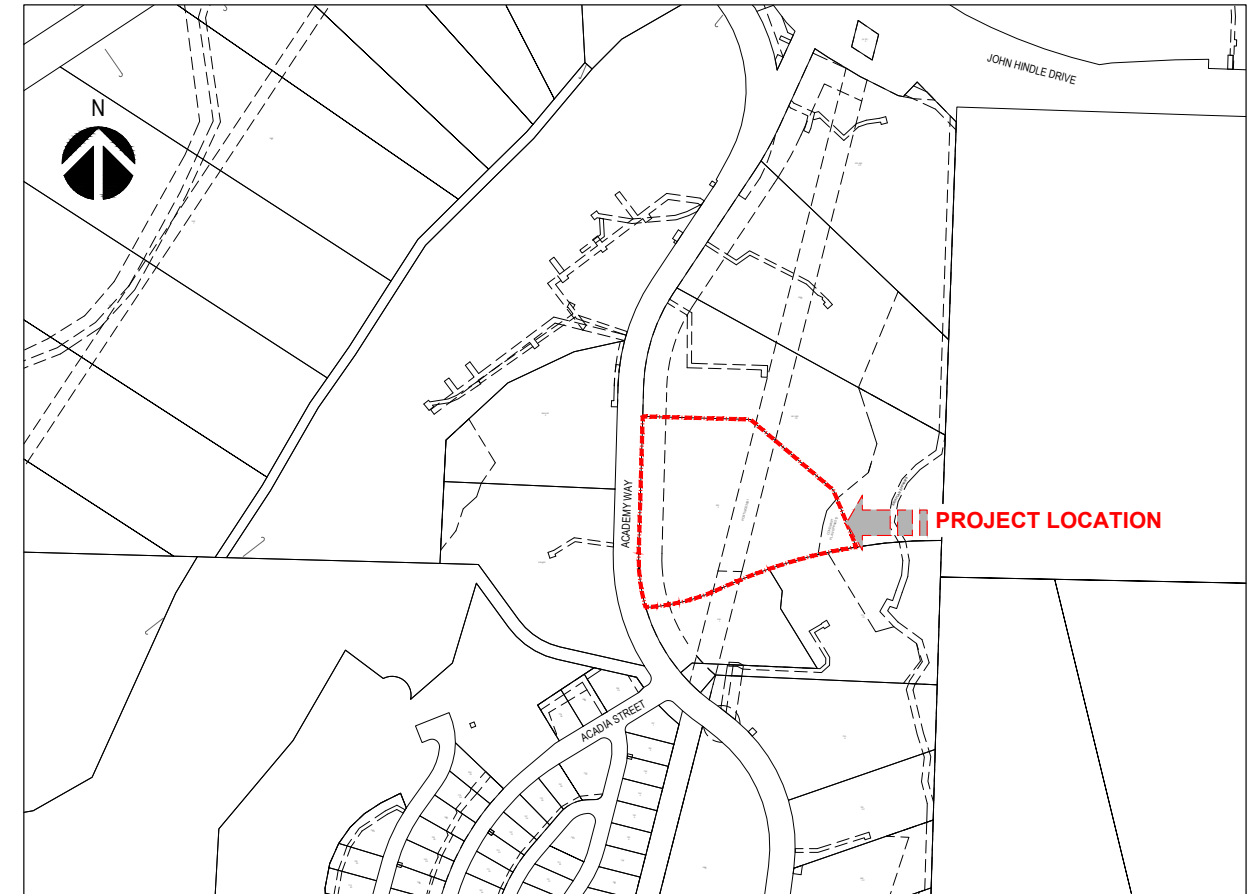 JOHN HINDLE DRIVE
N
ACADEMY WAY
PROJECT LOCATION
ACADIA STREET